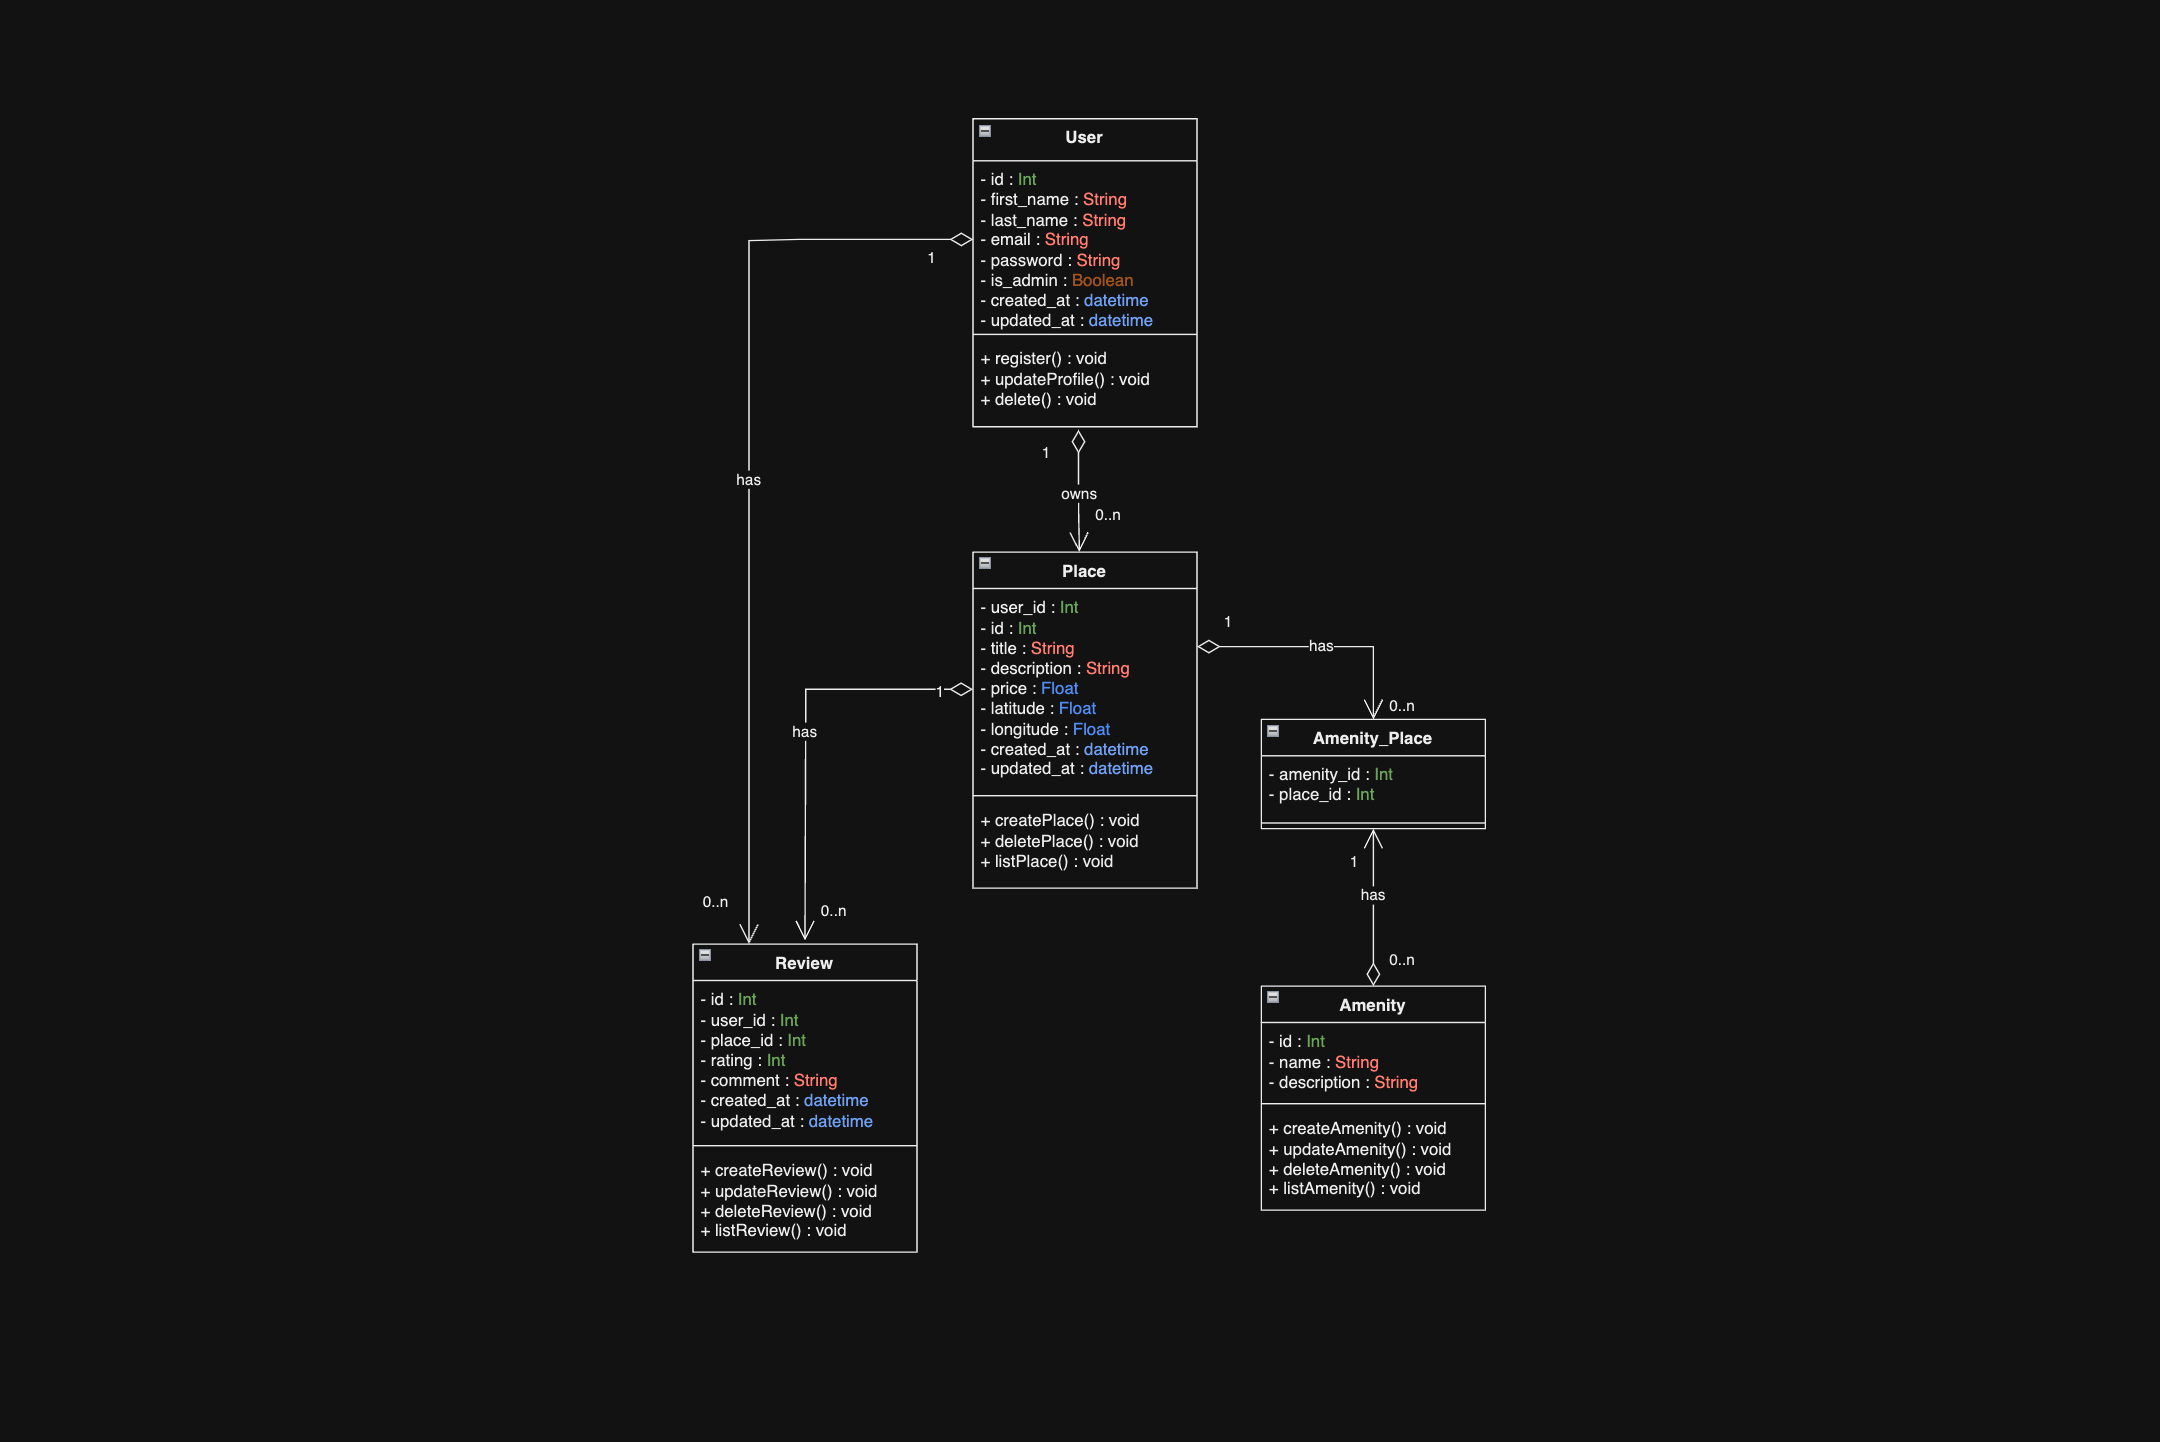 User
- id : Int
- first_name : String
- last_name : String
- email : String
- password : String
- is_admin : Boolean
- created_at : datetime
- updated_at : datetime
+ register() : void
+ updateProfile() : void
+ delete() : void
1
has
0..n
1
owns
0..n
Place
- user_id : Int
- id : Int
- title : String
- description : String
- price : Float
- latitude : Float
- longitude : Float
- created_at : datetime
- updated_at : datetime
+ createPlace() : void
+ deletePlace() : void
+ listPlace() : void
1
has
0..n
1
has
0..n
Amenity_Place
- amenity_id : Int
- place_id : Int
1
has
0..n
Review
- id : Int
- user_id : Int
- place_id : Int
- rating : Int
- comment : String
- created_at : datetime
- updated_at : datetime
+ createReview() : void
+ updateReview() : void
+ deleteReview() : void
+ listReview() : void
Amenity
- id : Int
- name : String
- description : String
+ createAmenity() : void
+ updateAmenity() : void
+ deleteAmenity() : void
+ listAmenity() : void